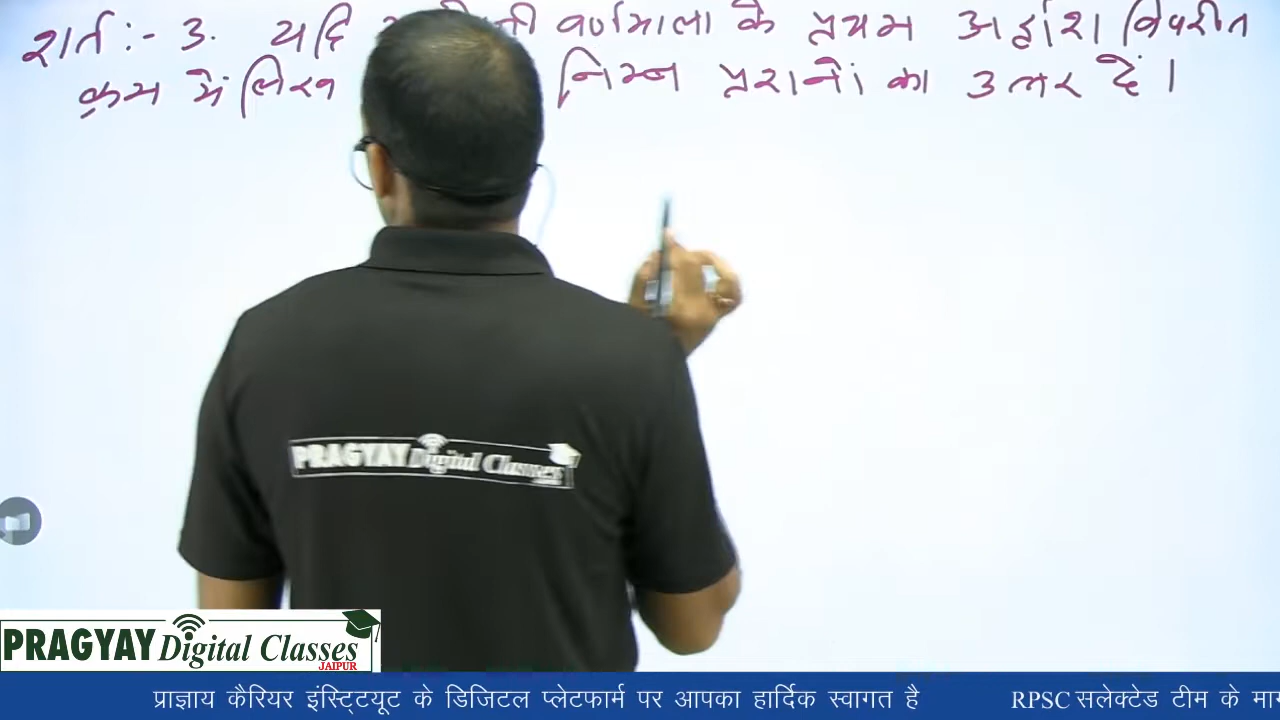 शर्त :- 3. यदि वर्णमाला के प्रथम अर्द्धांश विपरीत
क्रम में लिख निम्न प्रश्नों का उत्तर दें।
PRAGYAY Digital Classes
PRAGYAY Digital Classes
JAIPUR
प्राज्ञाय कैरियर इंस्टिट्यूट के डिजिटल प्लेटफार्म पर आपका हार्दिक स्वागत है RPSC सलेक्टेड टीम के